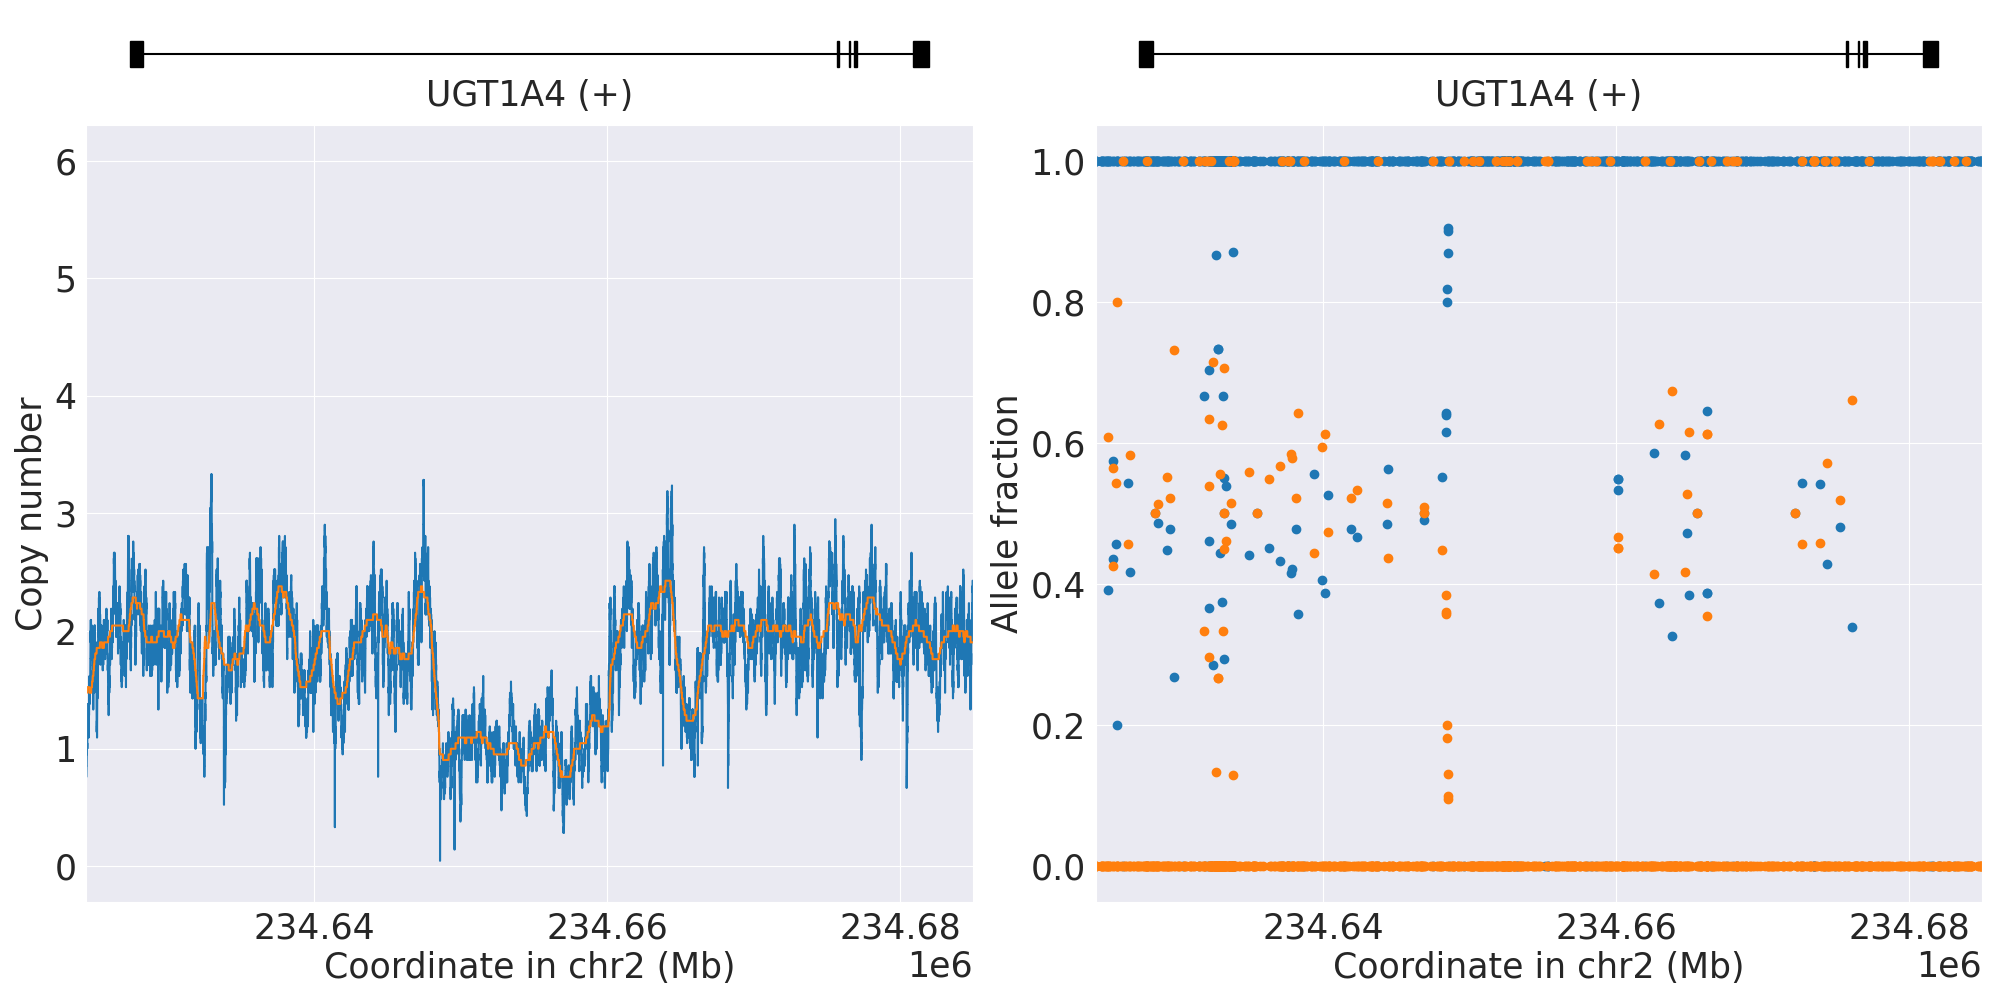 UGT1A4 (+)
6
5
4
3
2
1
0
Copy number
234.64
234.66
234.68
1e6
Coordinate in chr2 (Mb)
UGT1A4 (+)
1.0
0.8
0.6
0.4
0.2
0.0
Allele fraction
234.64
234.66
234.68
1e6
Coordinate in chr2 (Mb)